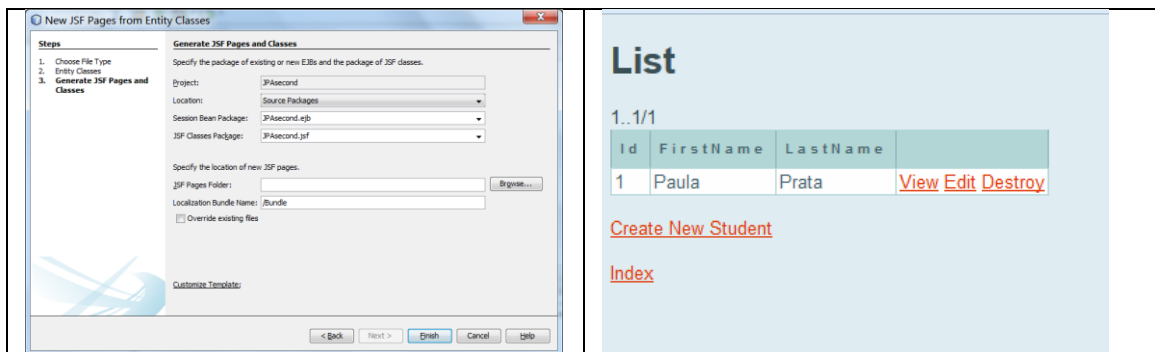 New JSF Pages from Entity Classes
Steps
1. Choose File Type
2. Entity Classes
3. Generate JSF Pages and
Classes
Generate JSF Pages and Classes
Specify the package of existing or new EJBs and the package of JSF classes.
Project: JPAsecond
Location: Source Packages
Session Bean Package: JPAsecond.ejb
JSF Classes Package: JPAsecond.jsf
Specify the location of new JSF pages.
JSF Pages Folder: Browse...
Localization Bundle Name: /Bundle
Override existing files
Customize Template:
< Back Next > Finish Cancel Help
List
1..1/1
Id FirstName LastName
1 Paula Prata View Edit Destroy
Create New Student
Index